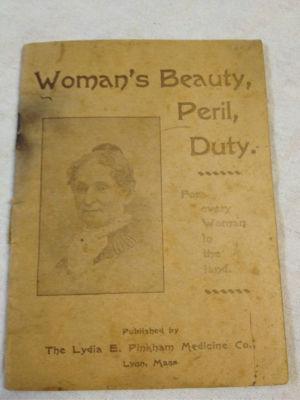 Woman's Beauty,
Peril,
Duty.
For
every
Woman
in
the
land.
Published by
The Lydia E. Pinkham Medicine Co.,
Lynn, Mass